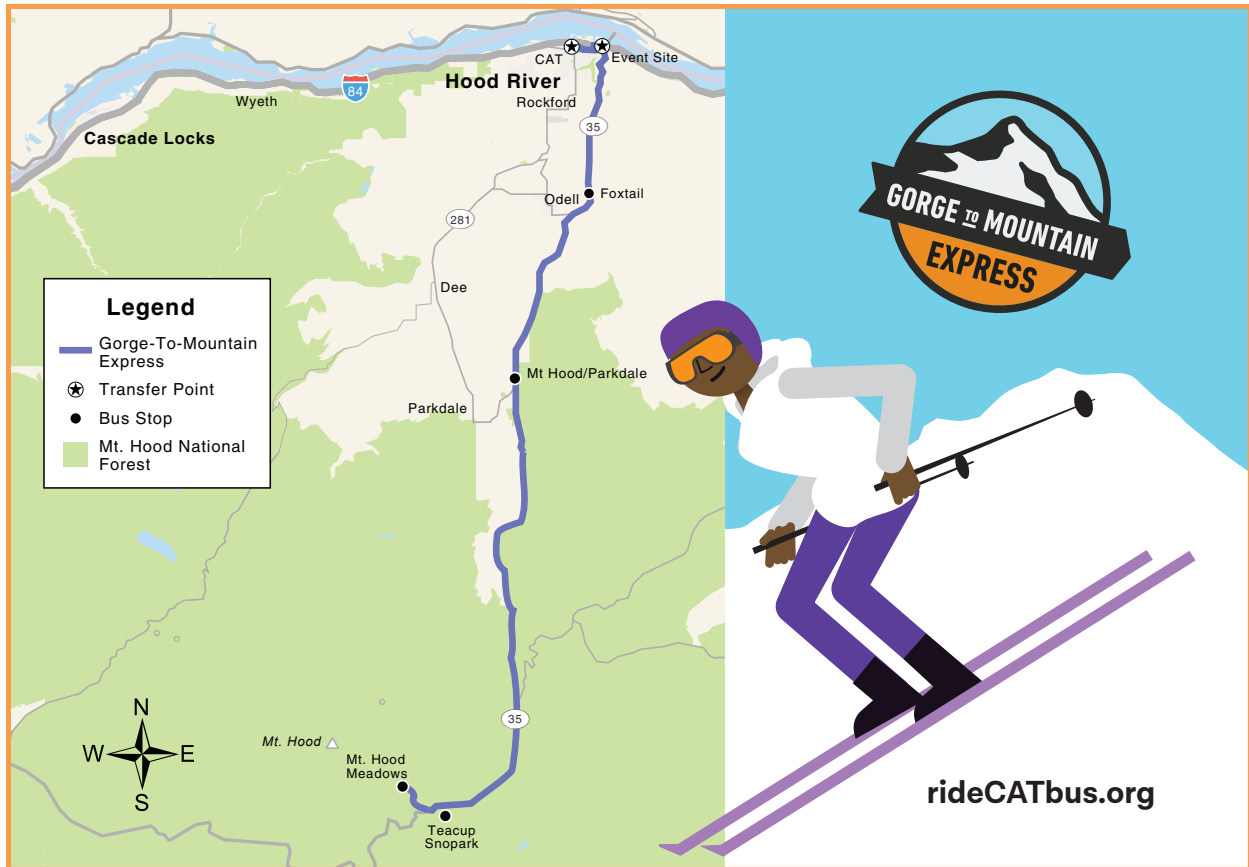 CAT
Event Site
Hood River
84
Wyeth
Rockford
Cascade Locks
35
Odell
Foxtail
281
Dee
Legend
Gorge-To-Mountain
Express
Transfer Point
Bus Stop
Mt. Hood National
Forest
Mt Hood/Parkdale
Parkdale
35
N
W
E
S
Mt. Hood
Mt. Hood
Meadows
Teacup
Snopark
GORGE TO MOUNTAIN
EXPRESS
rideCATbus.org